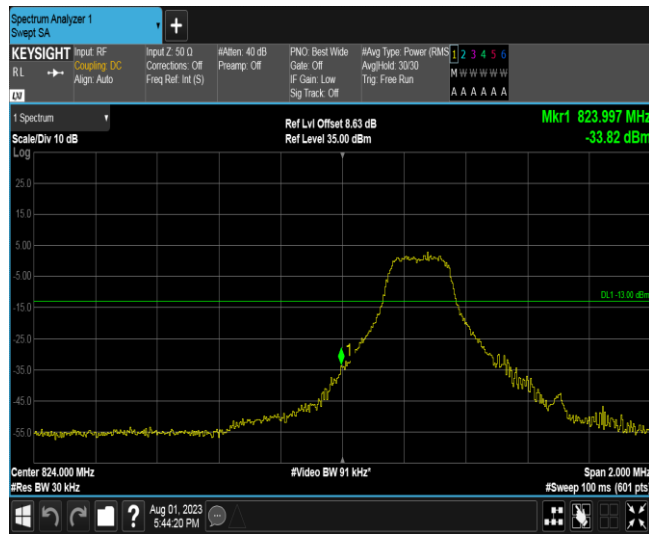 Spectrum Analyzer 1
Swept SA
+
KEYSIGHT
RL
LXI
Input: RF
Coupling: DC
Align: Auto
Input Z: 50 Ω
Corrections: Off
Freq Ref: Int (S)
#Atten: 40 dB
Preamp: Off
PNO: Best Wide
Gate: Off
IF Gain: Low
Sig Track: Off
#Avg Type: Power (RMS
Avg|Hold: 30/30
Trig: Free Run
1 2 3 4 5 6
M W W W W W
A A A A A A
1 Spectrum
Scale/Div 10 dB
Log
Ref Lvl Offset 8.63 dB
Ref Level 35.00 dBm
Mkr1 823.997 MHz
-33.82 dBm
25.0
15.0
5.00
-5.00
DL1 -13.00 dBm
-15.0
-25.0
1
-35.0
-45.0
-55.0
Center 824.000 MHz
#Res BW 30 kHz
#Video BW 91 kHz*
Span 2.000 MHz
#Sweep 100 ms (601 pts)
?
Aug 01, 2023
5:44:20 PM